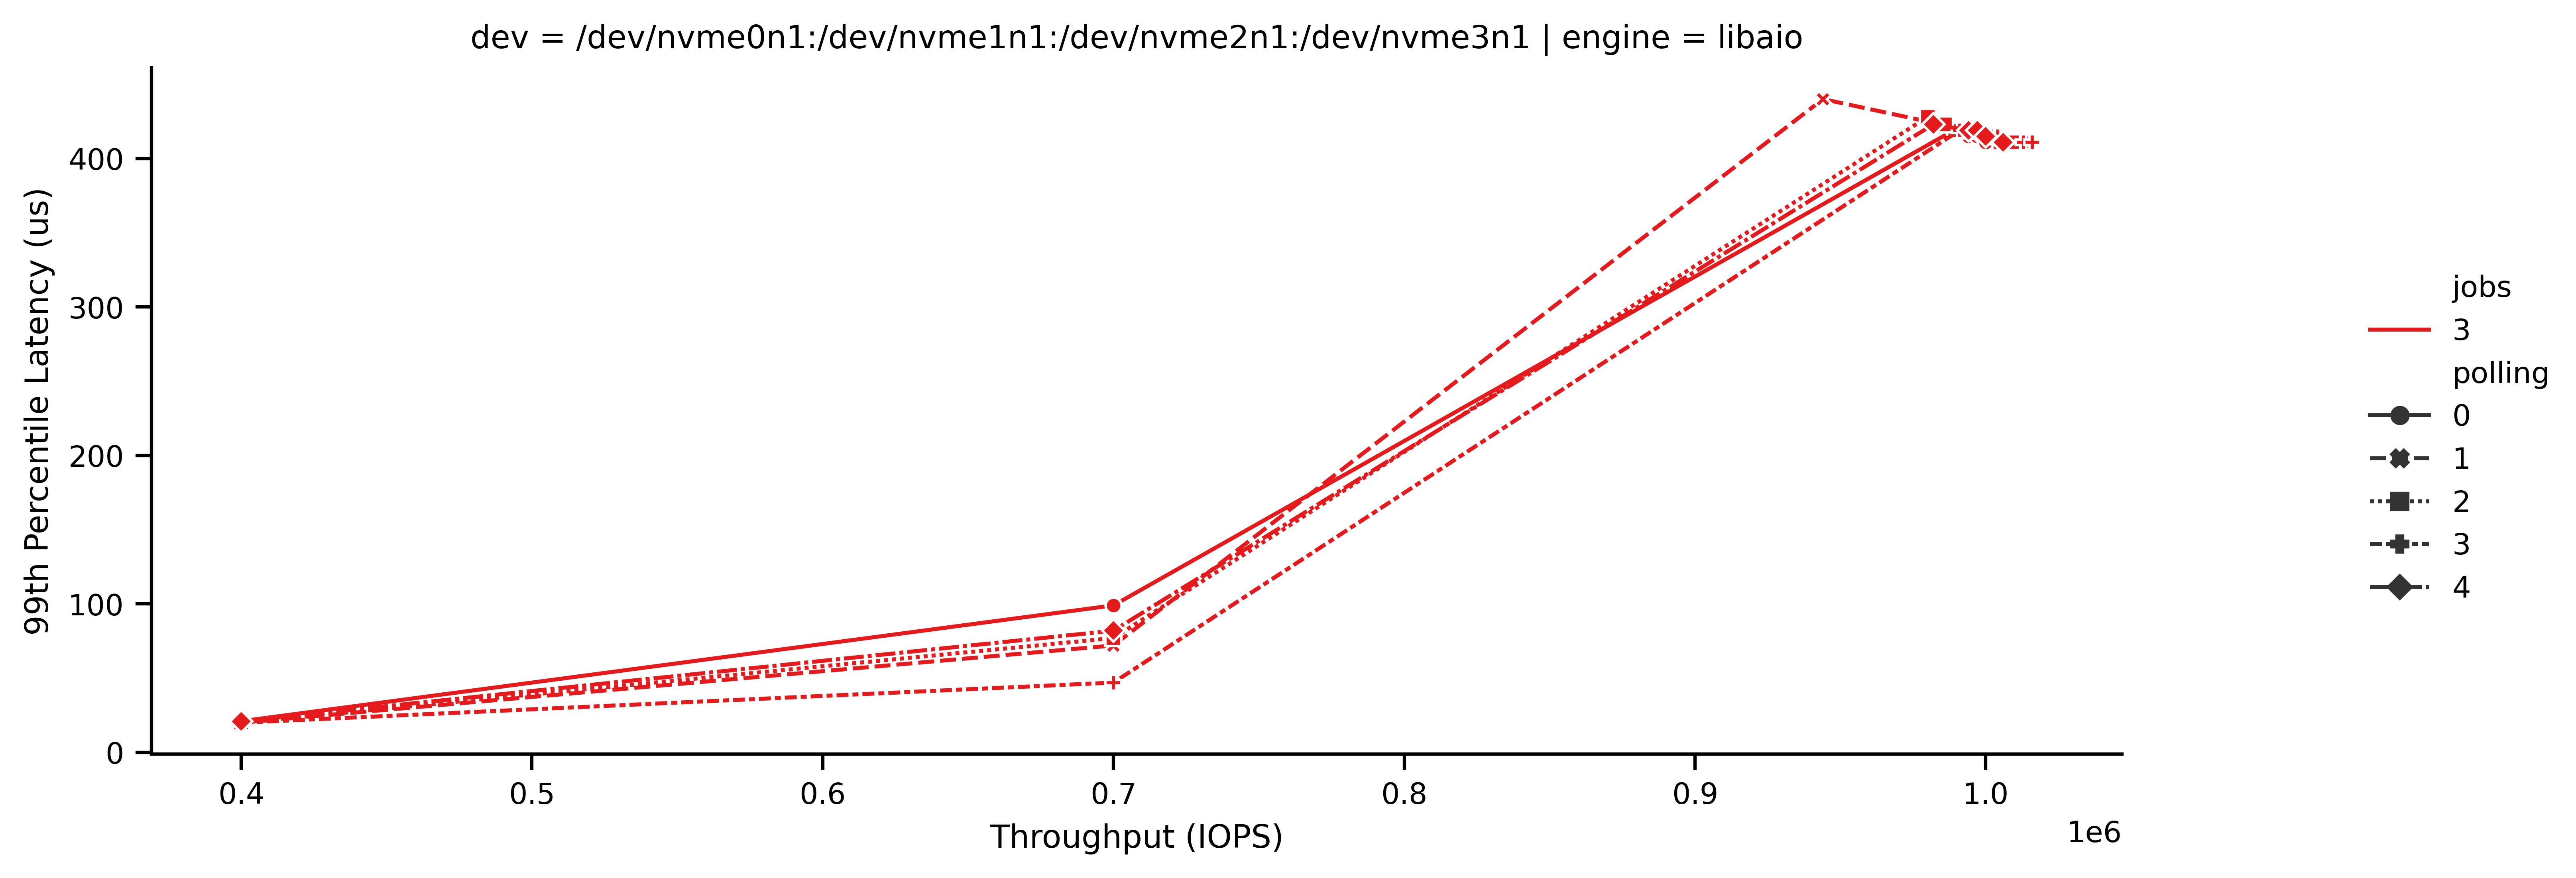 dev = /dev/nvme0n1:/dev/nvme1n1:/dev/nvme2n1:/dev/nvme3n1 | engine = libaio
99th Percentile Latency (us)
400
300
200
100
0
0.4 0.5 0.6 0.7 0.8 0.9 1.0
Throughput (IOPS)
1e6
jobs
3
polling
0
1
2
3
4